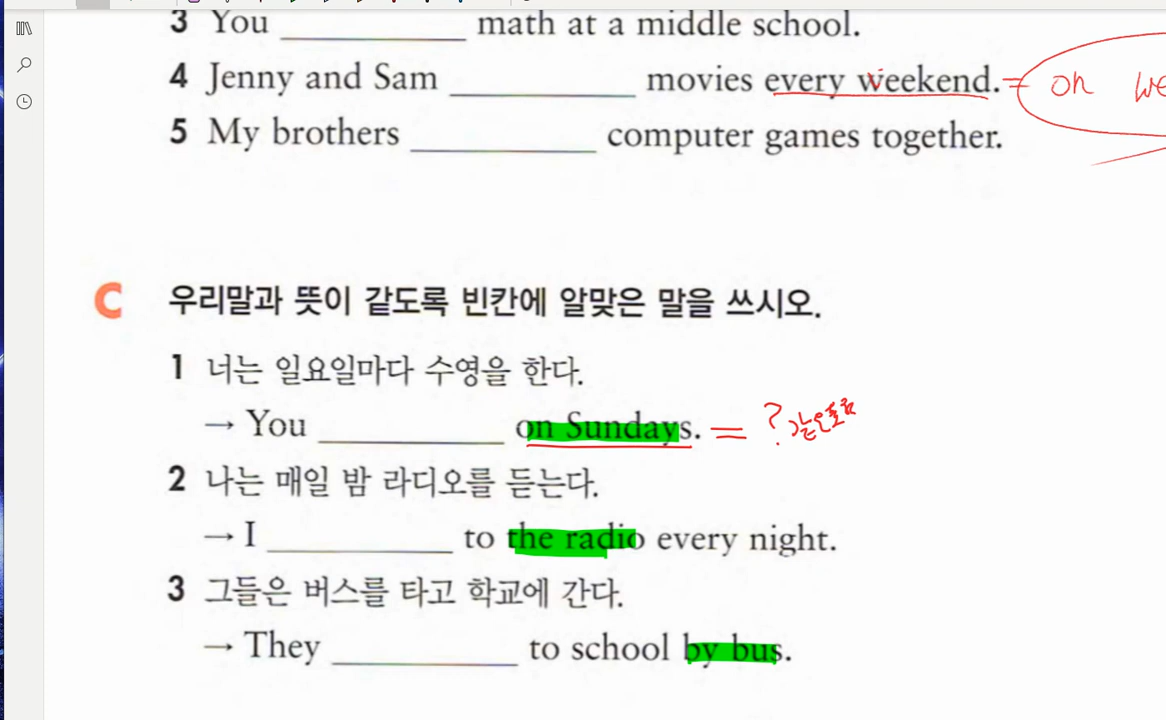 3 You __________ math at a middle school.
4 Jenny and Sam __________ movies every weekend. = on we
5 My brothers __________ computer games together.
C 우리말과 뜻이 같도록 빈칸에 알맞은 말을 쓰시오.
1 너는 일요일마다 수영을 한다.
→ You __________ on Sundays. = ?
2 나는 매일 밤 라디오를 듣는다.
→ I __________ to the radio every night.
3 그들은 버스를 타고 학교에 간다.
→ They __________ to school by bus.